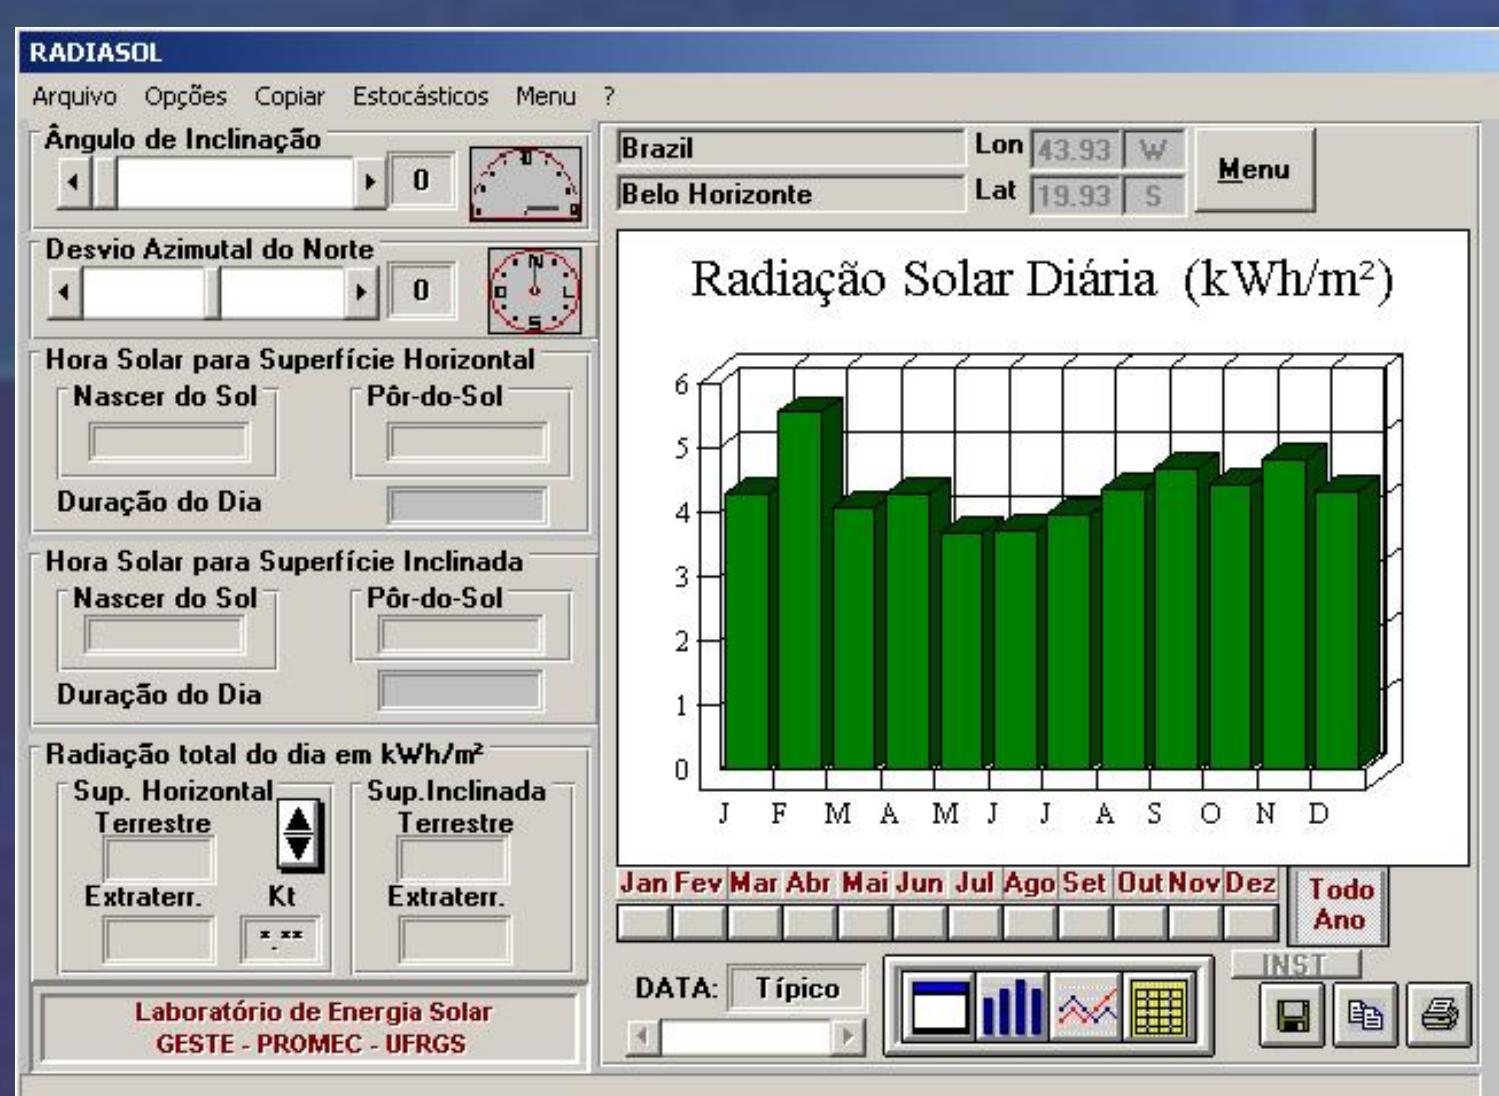 RADIASOL
Arquivo Opções Copiar Estocásticos Menu ?
Ângulo de Inclinação
0
Desvio Azimutal do Norte
0
N
O L
S
Hora Solar para Superfície Horizontal
Nascer do Sol Pôr-do-Sol
Duração do Dia
Hora Solar para Superfície Inclinada
Nascer do Sol Pôr-do-Sol
Duração do Dia
Radiação total do dia em kWh/m²
Sup. Horizontal Sup.Inclinada
Terrestre Terrestre
Extraterr. Kt Extraterr.
*.**
Laboratório de Energia Solar
GESTE - PROMEC - UFRGS
Brazil Lon 43.93 W
Menu
Belo Horizonte Lat 19.93 S
Radiação Solar Diária (kWh/m²)
6
5
4
3
2
1
0
J F M A M J J A S O N D
Jan Fev Mar Abr Mai Jun Jul Ago Set Out Nov Dez
Todo
Ano
INST
DATA: Típico